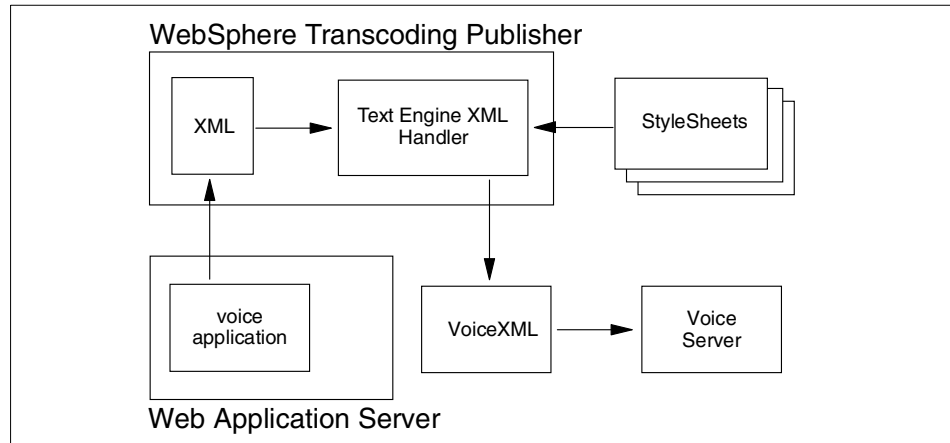 WebSphere Transcoding Publisher
XML
Text Engine XML
Handler
StyleSheets
voice
application
VoiceXML
Voice
Server
Web Application Server